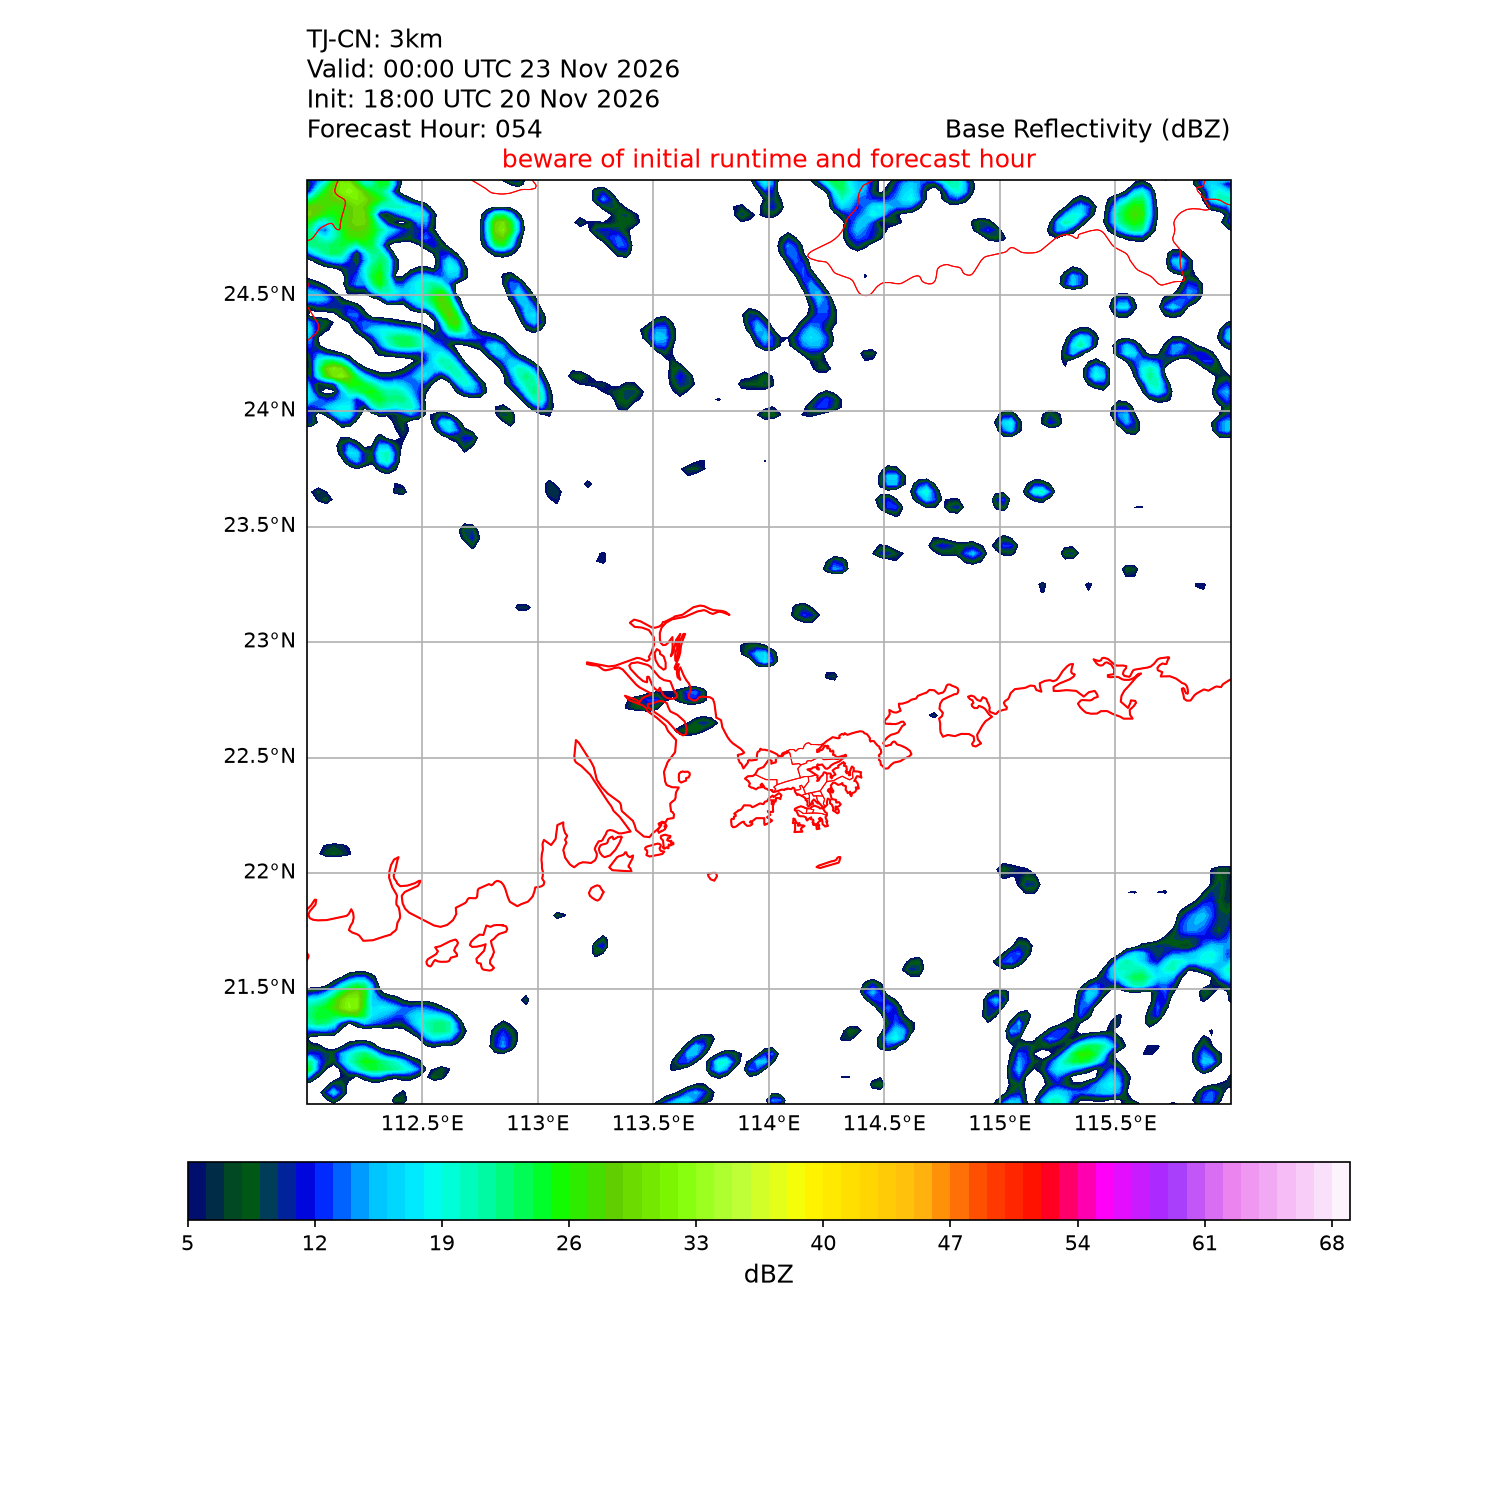 TJ-CN: 3km
Valid: 00:00 UTC 23 Nov 2026
Init: 18:00 UTC 20 Nov 2026
Forecast Hour: 054
Base Reflectivity (dBZ)
beware of initial runtime and forecast hour
24.5°N
24°N
23.5°N
23°N
22.5°N
22°N
21.5°N
112.5°E 113°E 113.5°E 114°E 114.5°E 115°E 115.5°E
5 12 19 26 33 40 47 54 61 68
dBZ